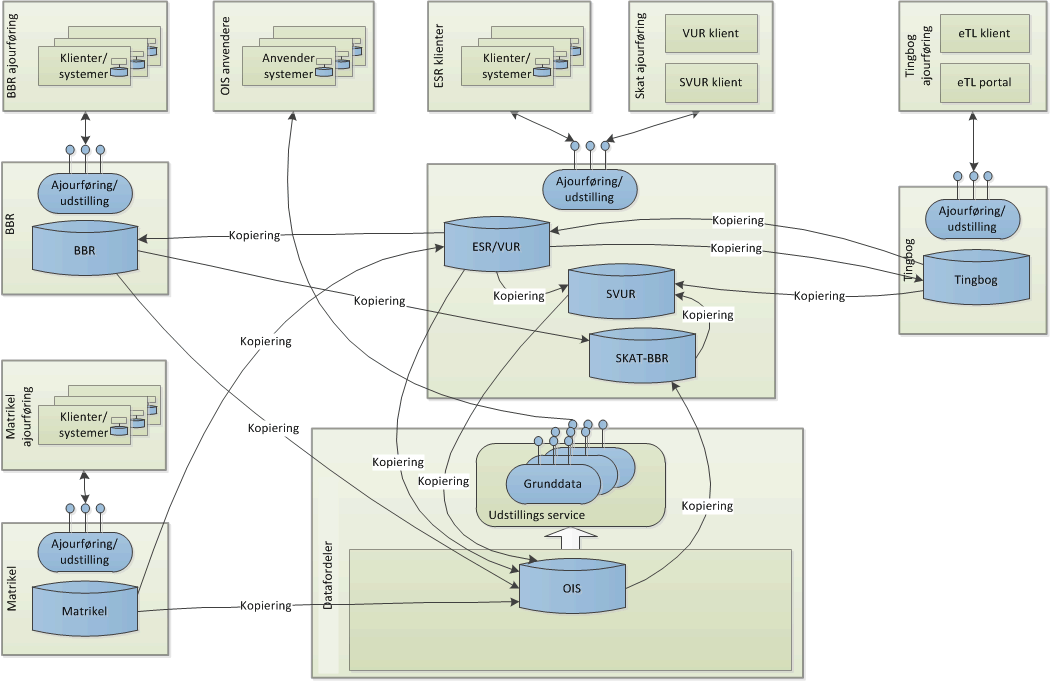 BBR ajourføring
Klienter/
systemer
OIS anvendere
Anvender
systemer
ESR klienter
Klienter/
systemer
Skat ajourføring
VUR klient
SVUR klient
Tingbog
ajourføring
eTL klient
eTL portal
BBR
Ajourføring/
udstilling
BBR
Ajourføring/
udstilling
ESR/VUR
SVUR
SKAT-BBR
Tingbog
Ajourføring/
udstilling
Tingbog
Kopiering
Kopiering
Kopiering
Kopiering
Kopiering
Kopiering
Kopiering
Kopiering
Matrikel
ajourføring
Klienter/
systemer
Kopiering
Kopiering
Kopiering
Kopiering
Matrikel
Ajourføring/
udstilling
Matrikel
Kopiering
Datafordeler
Grunddata
Udstillings service
OIS